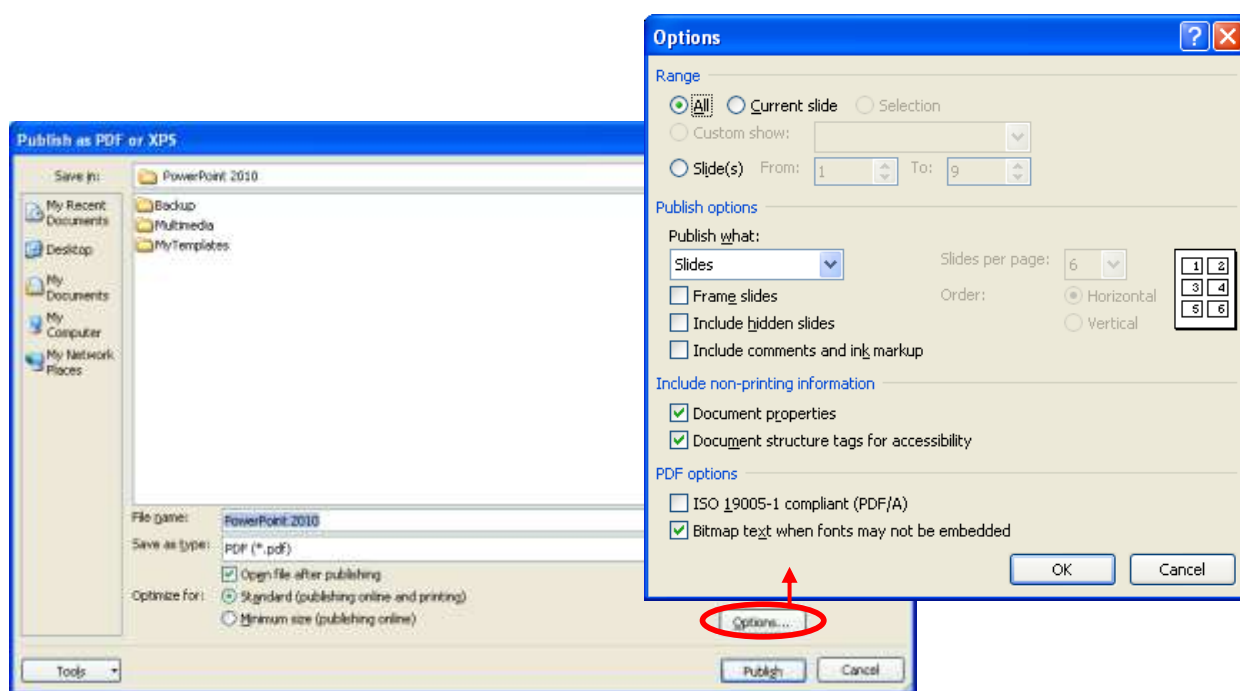 Options
Range
All Current slide Selection
Custom show:
Slide(s) From: 1 To: 9
Publish options
Publish what:
Slides Slides per page: 6
Frame slides Order: Horizontal
Include hidden slides Vertical
Include comments and ink markup
1 2
3 4
5 6
Include non-printing information
Document properties
Document structure tags for accessibility
PDF options
ISO 19005-1 compliant (PDF/A)
Bitmap text when fonts may not be embedded
OK Cancel
Publish as PDF or XPS
Save in: PowerPoint 2010
My Recent
Documents
Desktop
My
Documents
My
Computer
My Network
Places
Backup
Multimedia
MyTemplates
File name: PowerPoint 2010
Save as type: PDF (*.pdf)
Open file after publishing
Optimize for: Standard (publishing online and printing)
Minimum size (publishing online)
Options...
Tools Publish Cancel